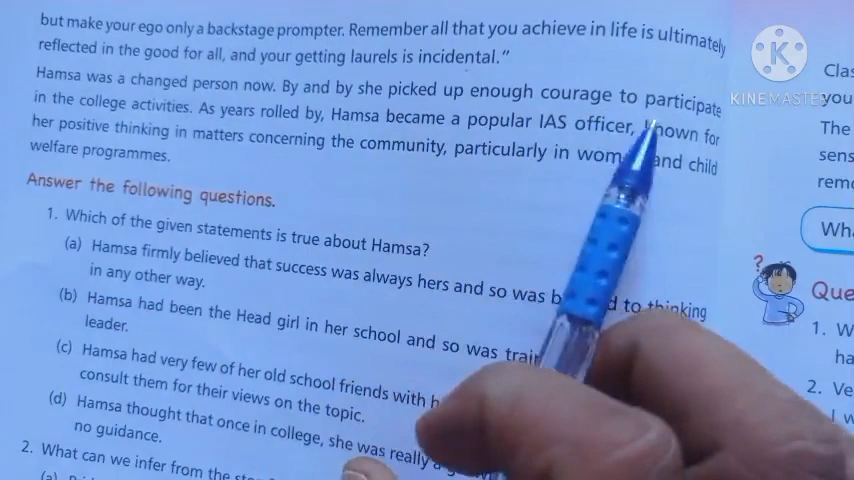 but make your ego only a backstage prompter. Remember all that you achieve in life is ultimately
reflected in the good for all, and your getting laurels is incidental."
Hamsa was a changed person now. By and by she picked up enough courage to participate
in the college activities. As years rolled by, Hamsa became a popular IAS officer, known for
her positive thinking in matters concerning the community, particularly in and child
welfare programmes.
Answer the following questions.
1. Which of the given statements is true about Hamsa?
(a) Hamsa firmly believed that success was always hers and so was to thinking
in any other way.
(b) Hamsa had been the Head girl in her school and so was
leader.
(c) Hamsa had very few of her old school friends with
consult them for their views on the topic.
(d) Hamsa thought that once in college, she was really
no guidance.
2. What can we infer from the
(a)
KINEMASTER
you
The
Que
1. W
ha
2. Ve
I w